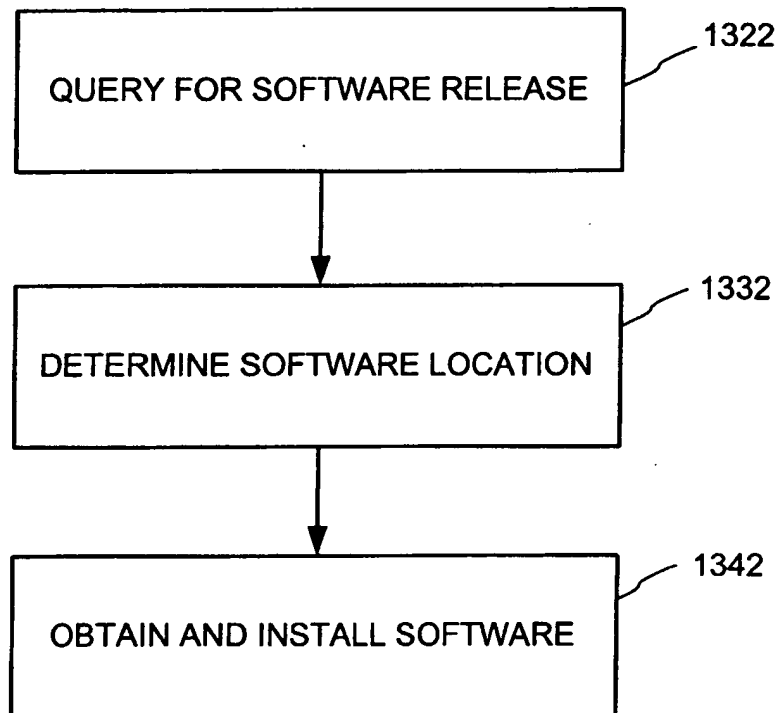 1322
QUERY FOR SOFTWARE RELEASE
1332
DETERMINE SOFTWARE LOCATION
1342
OBTAIN AND INSTALL SOFTWARE